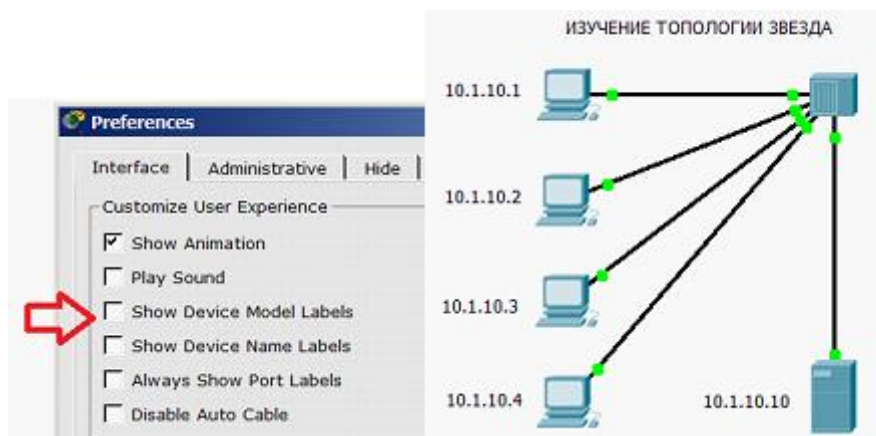 Preferences
Interface
Administrative
Hide
Customize User Experience
Show Animation
Play Sound
Show Device Model Labels
Show Device Name Labels
Always Show Port Labels
Disable Auto Cable
ИЗУЧЕНИЕ ТОПОЛОГИИ ЗВЕЗДА
10.1.10.1
10.1.10.2
10.1.10.3
10.1.10.4
10.1.10.10